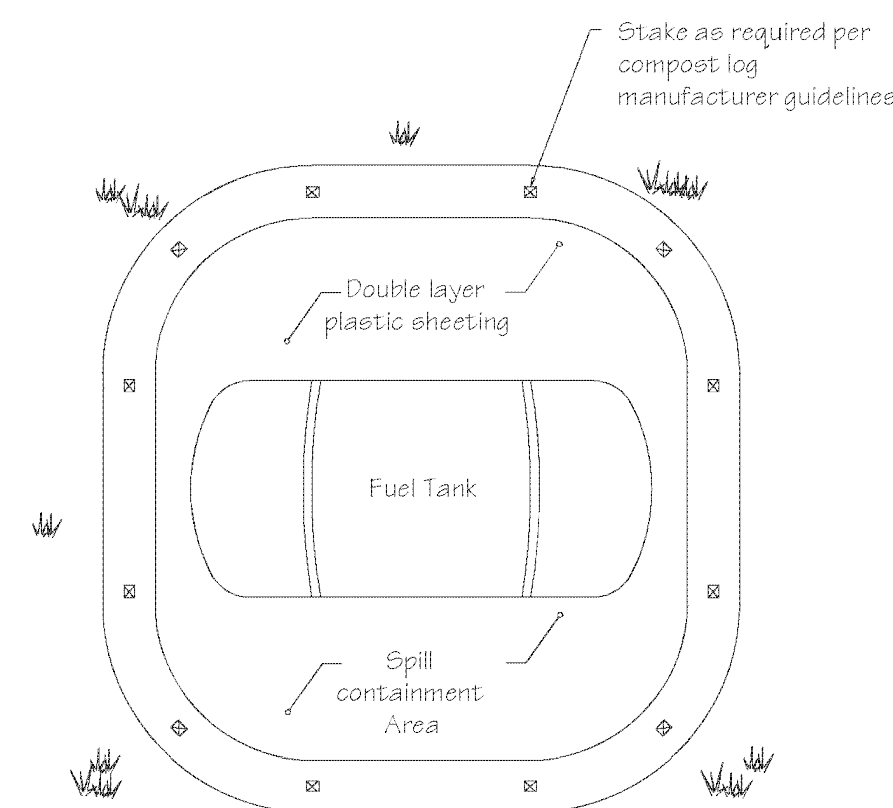 Stake as required per
compost log
manufacturer guidelines
Double layer
plastic sheeting
Fuel Tank
Spill
containment
Area